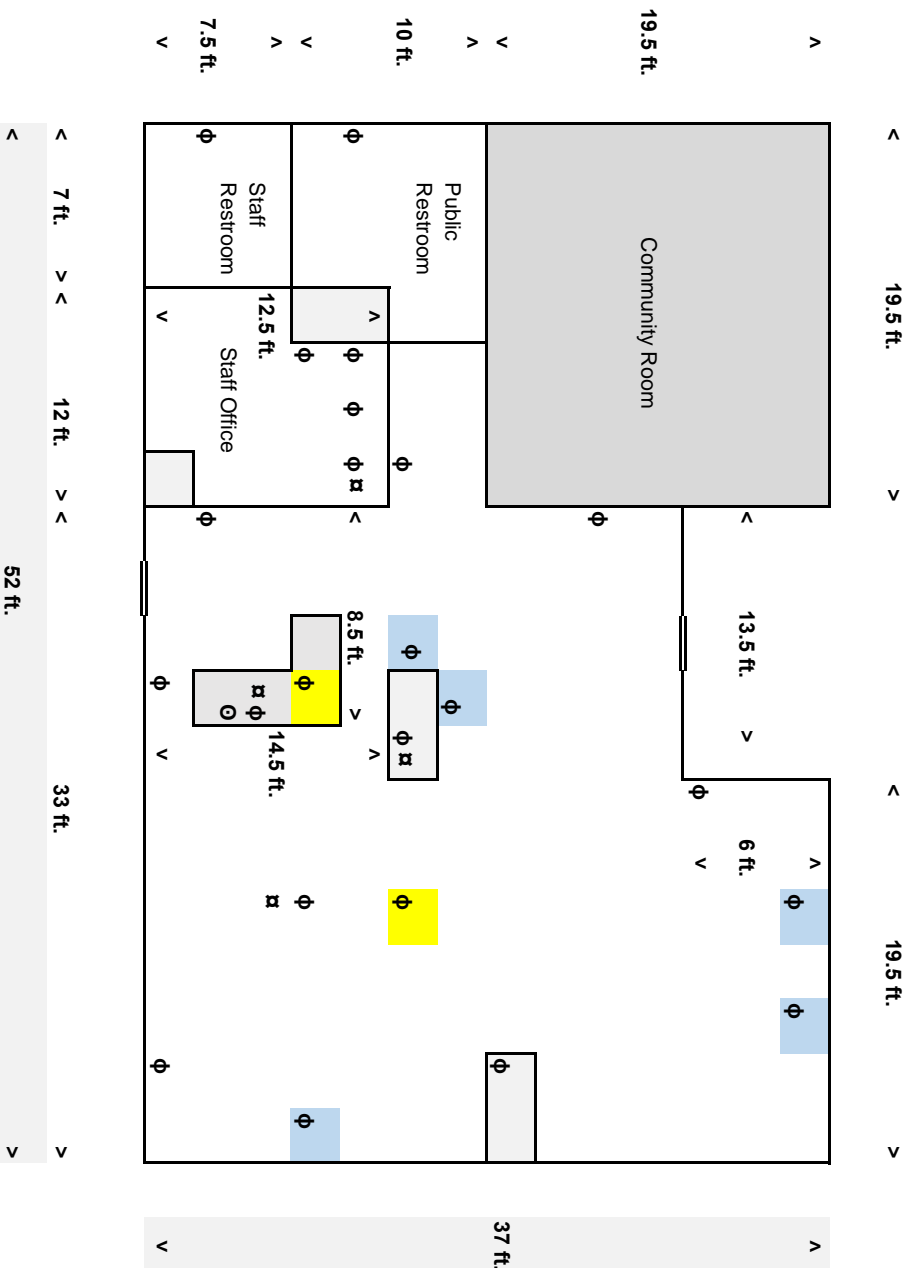 19.5 ft.
19.5 ft.
13.5 ft.
6 ft.
19.5 ft.
Community Room
37 ft.
Public
Restroom
10 ft.
8.5 ft.
14.5 ft.
12.5 ft.
Staff
Restroom
Staff Office
7.5 ft.
7 ft.
12 ft.
33 ft.
52 ft.